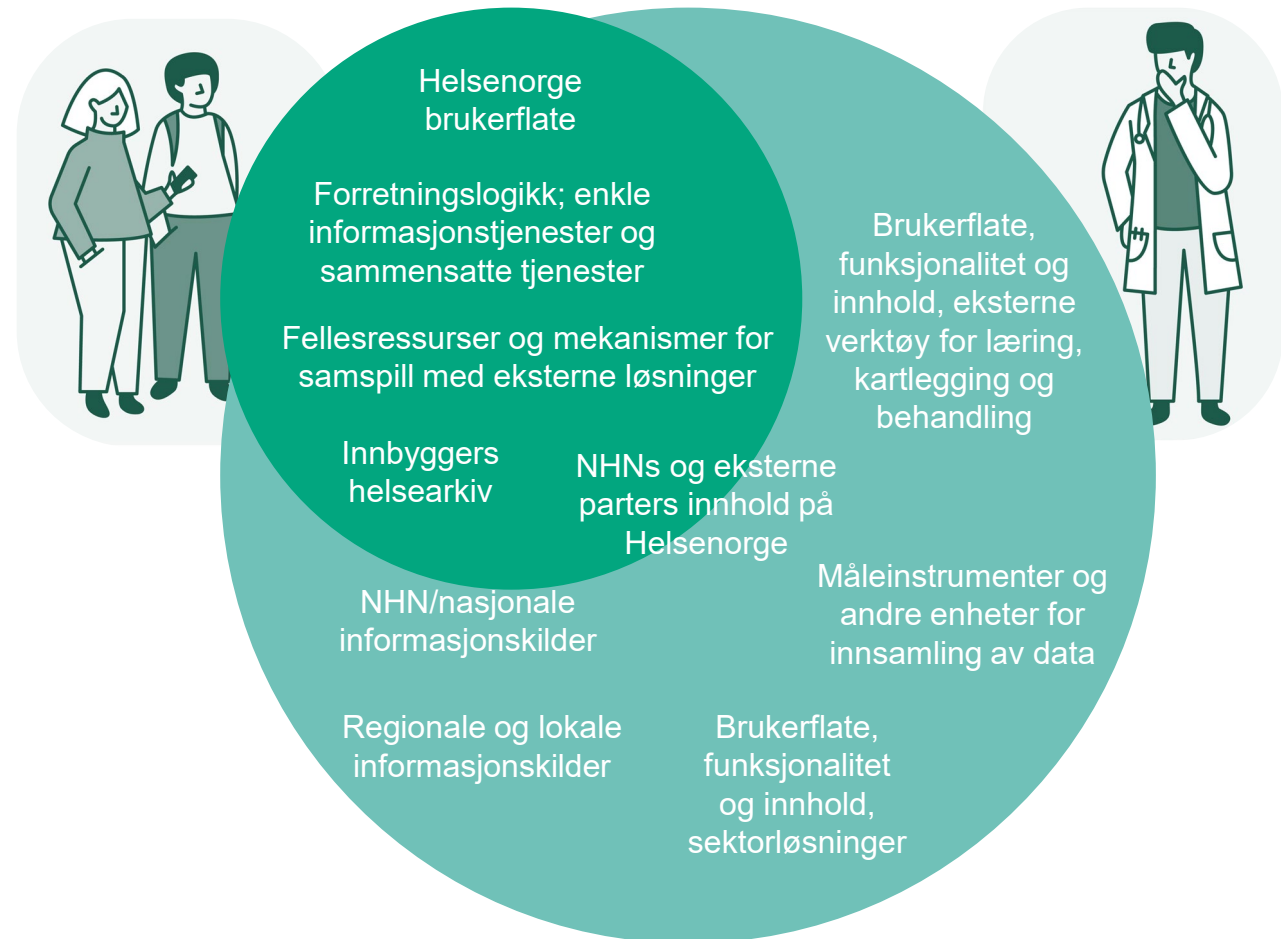 Helsenorge
brukerflate
Forretningslogikk; enkle
informasjonstjenester og
sammensatte tjenester
Fellesressurser og mekanismer for
samspill med eksterne løsninger
Innbyggers
helsearkiv
NHNs og eksterne
parters innhold på
Helsenorge
Brukerflate,
funksjonalitet og
innhold, eksterne
verktøy for læring,
kartlegging og
behandling
Måleinstrumenter og
andre enheter for
innsamling av data
NHN/nasjonale
informasjonskilder
Regionale og lokale
informasjonskilder
Brukerflate,
funksjonalitet
og innhold,
sektorløsninger